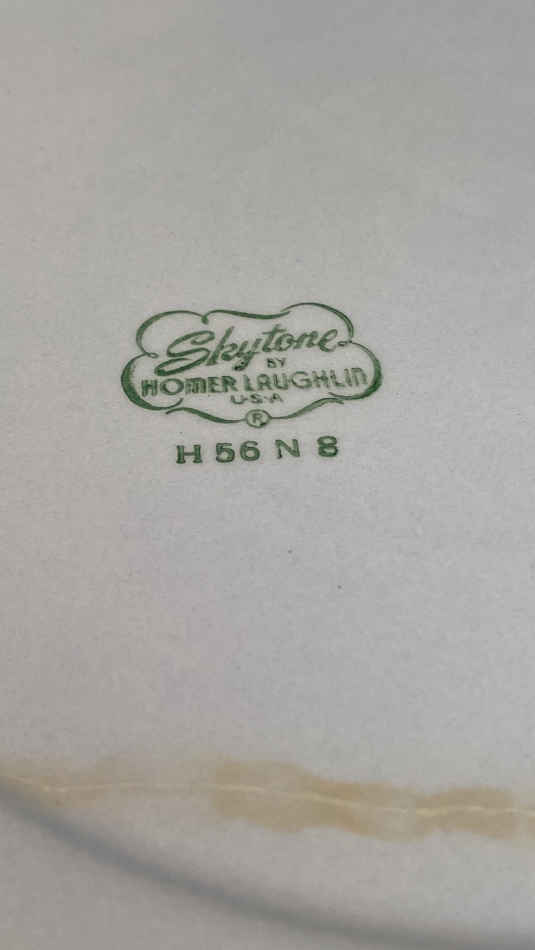 Skytone
BY
HOMER LAUGHLIN
U-S-A
®
H 56 N 8